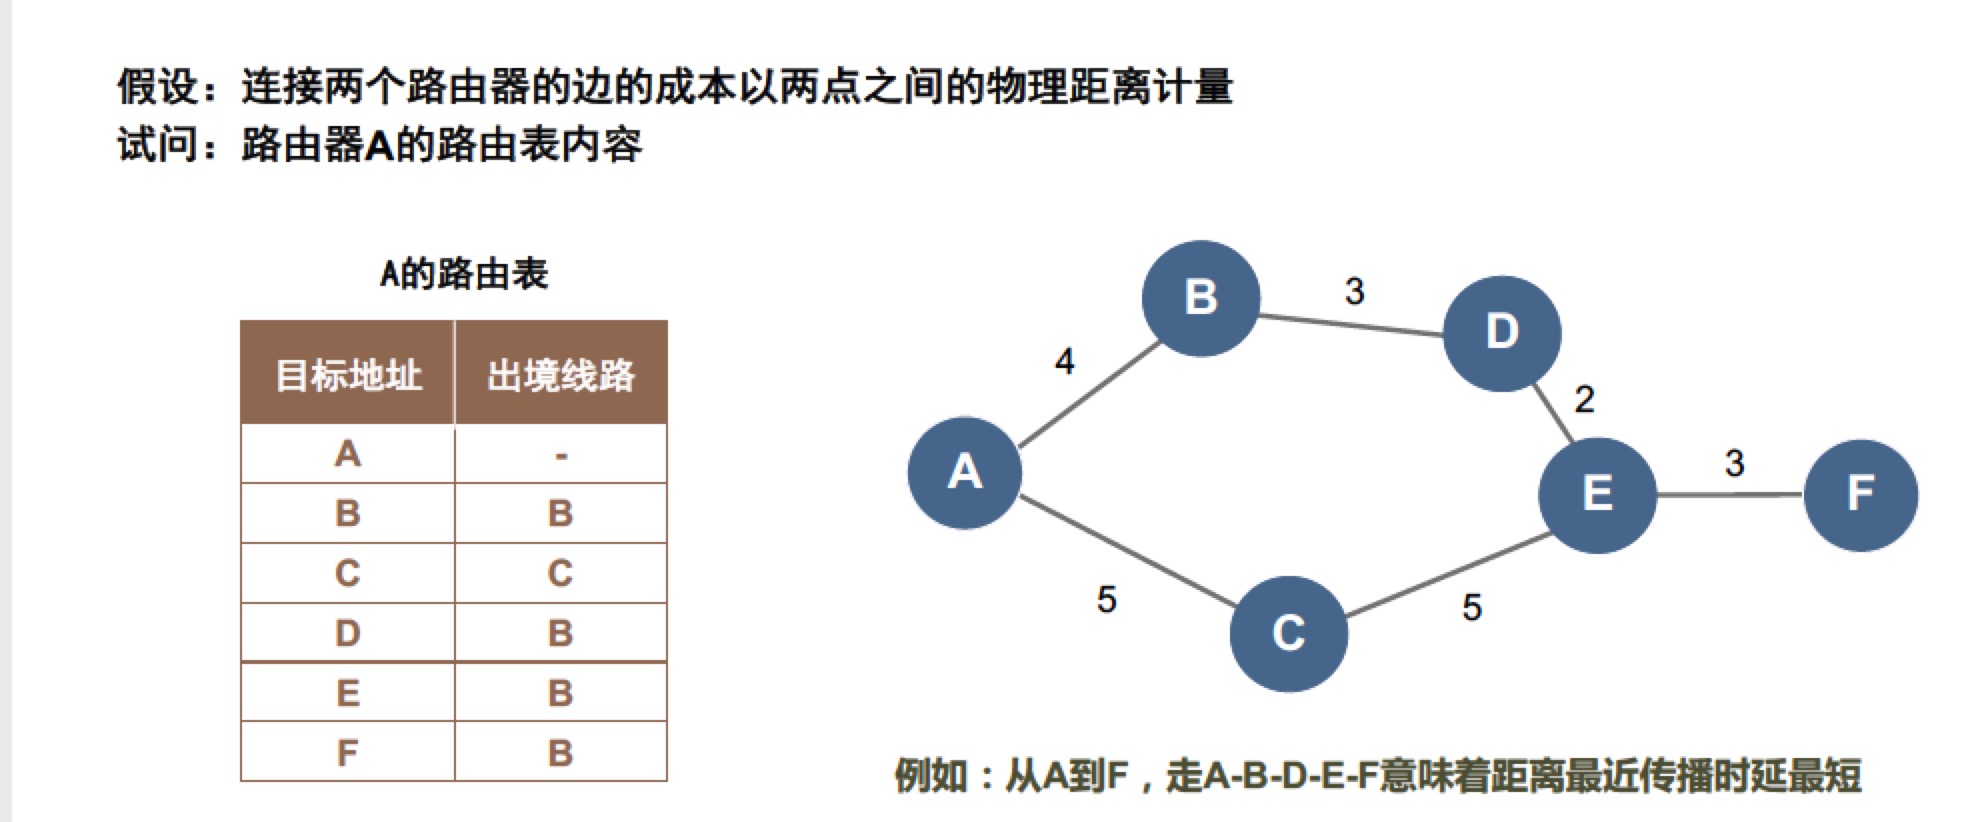 假设：连接两个路由器的边的成本以两点之间的物理距离计量
试问：路由器A的路由表内容
A的路由表
目标地址 出境线路
A -
B B
C C
D B
E B
F B
B
3
D
4
2
A
E
3
F
5
5
C
例如：从A到F，走A-B-D-E-F意味着距离最近传播时延最短